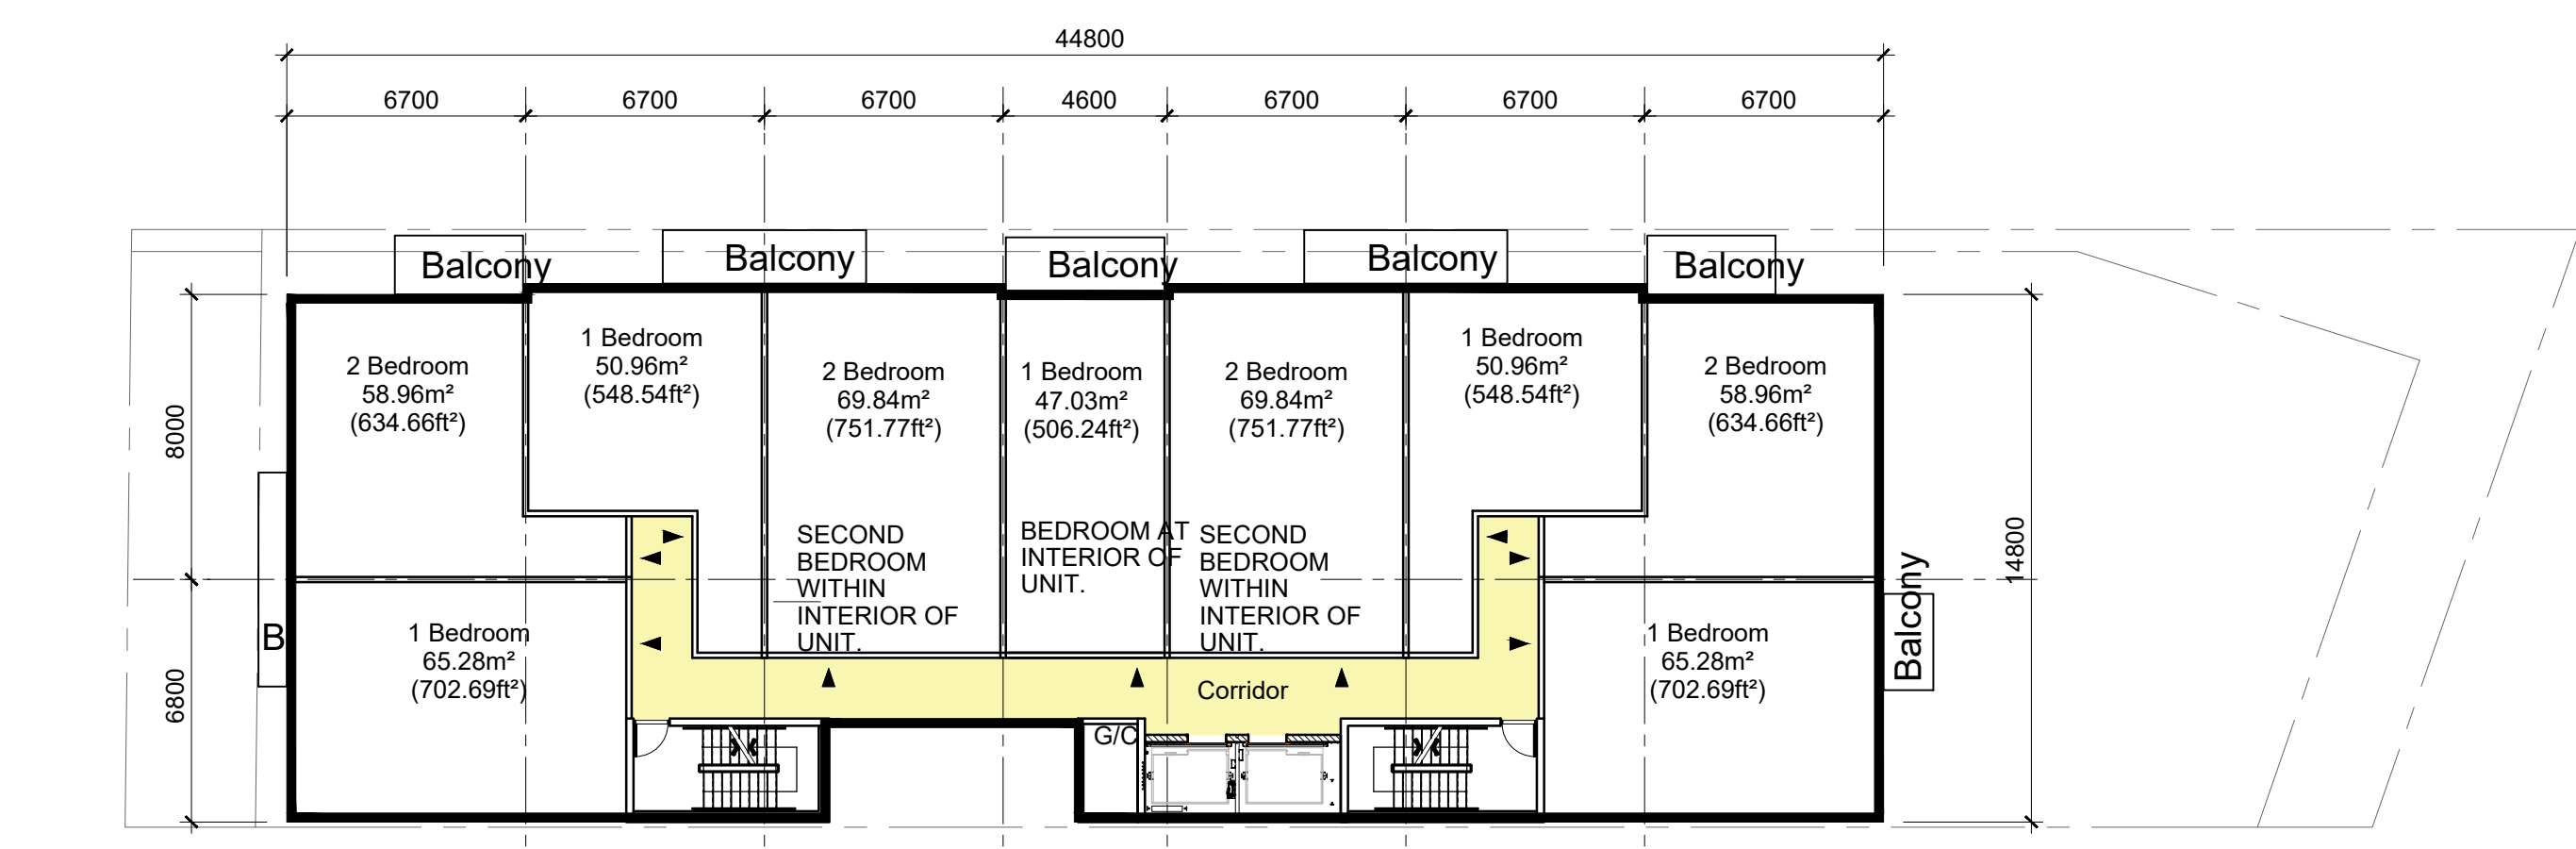 44800
6700
6700
6700
4600
6700
6700
6700
Balcony
Balcony
Balcony
Balcony
Balcony
2 Bedroom
58.96m²
(634.66ft²)
1 Bedroom
50.96m²
(548.54ft²)
2 Bedroom
69.84m²
(751.77ft²)
1 Bedroom
47.03m²
(506.24ft²)
2 Bedroom
69.84m²
(751.77ft²)
1 Bedroom
50.96m²
(548.54ft²)
2 Bedroom
58.96m²
(634.66ft²)
8000
14800
SECOND
BEDROOM
WITHIN
INTERIOR OF
UNIT.
BEDROOM AT
INTERIOR OF
UNIT.
SECOND
BEDROOM
WITHIN
INTERIOR OF
UNIT.
B
1 Bedroom
65.28m²
(702.69ft²)
1 Bedroom
65.28m²
(702.69ft²)
Balcony
6800
Corridor
G/C